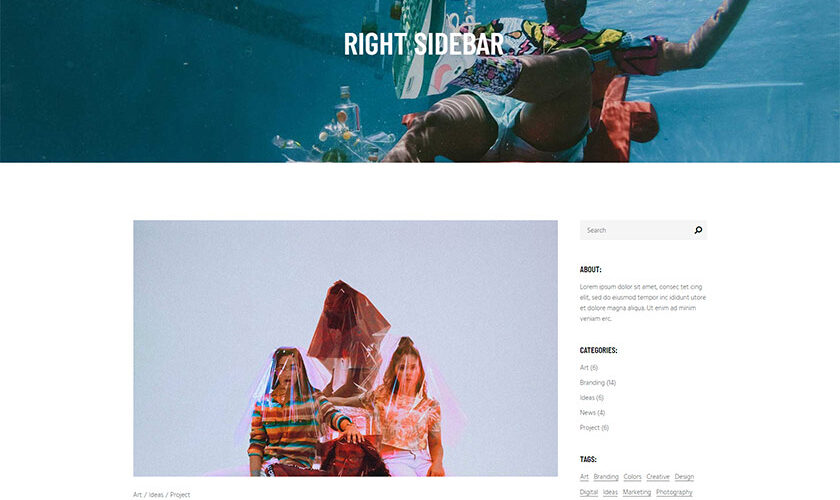 RIGHT SIDEBAR
Search
ABOUT:
Lorem ipsum dolor sit amet, consec tet cing
elit, sed do eiusmod tempor inc ididunt utore
et dolore magna aliqua. Ut enim ad minim
veniam erc.
CATEGORIES:
Art (6)
Branding (14)
Ideas (6)
News (4)
Project (6)
TAGS:
Art Branding Colors Creative Design
Digital Ideas Marketing Photography
Art / Ideas / Project